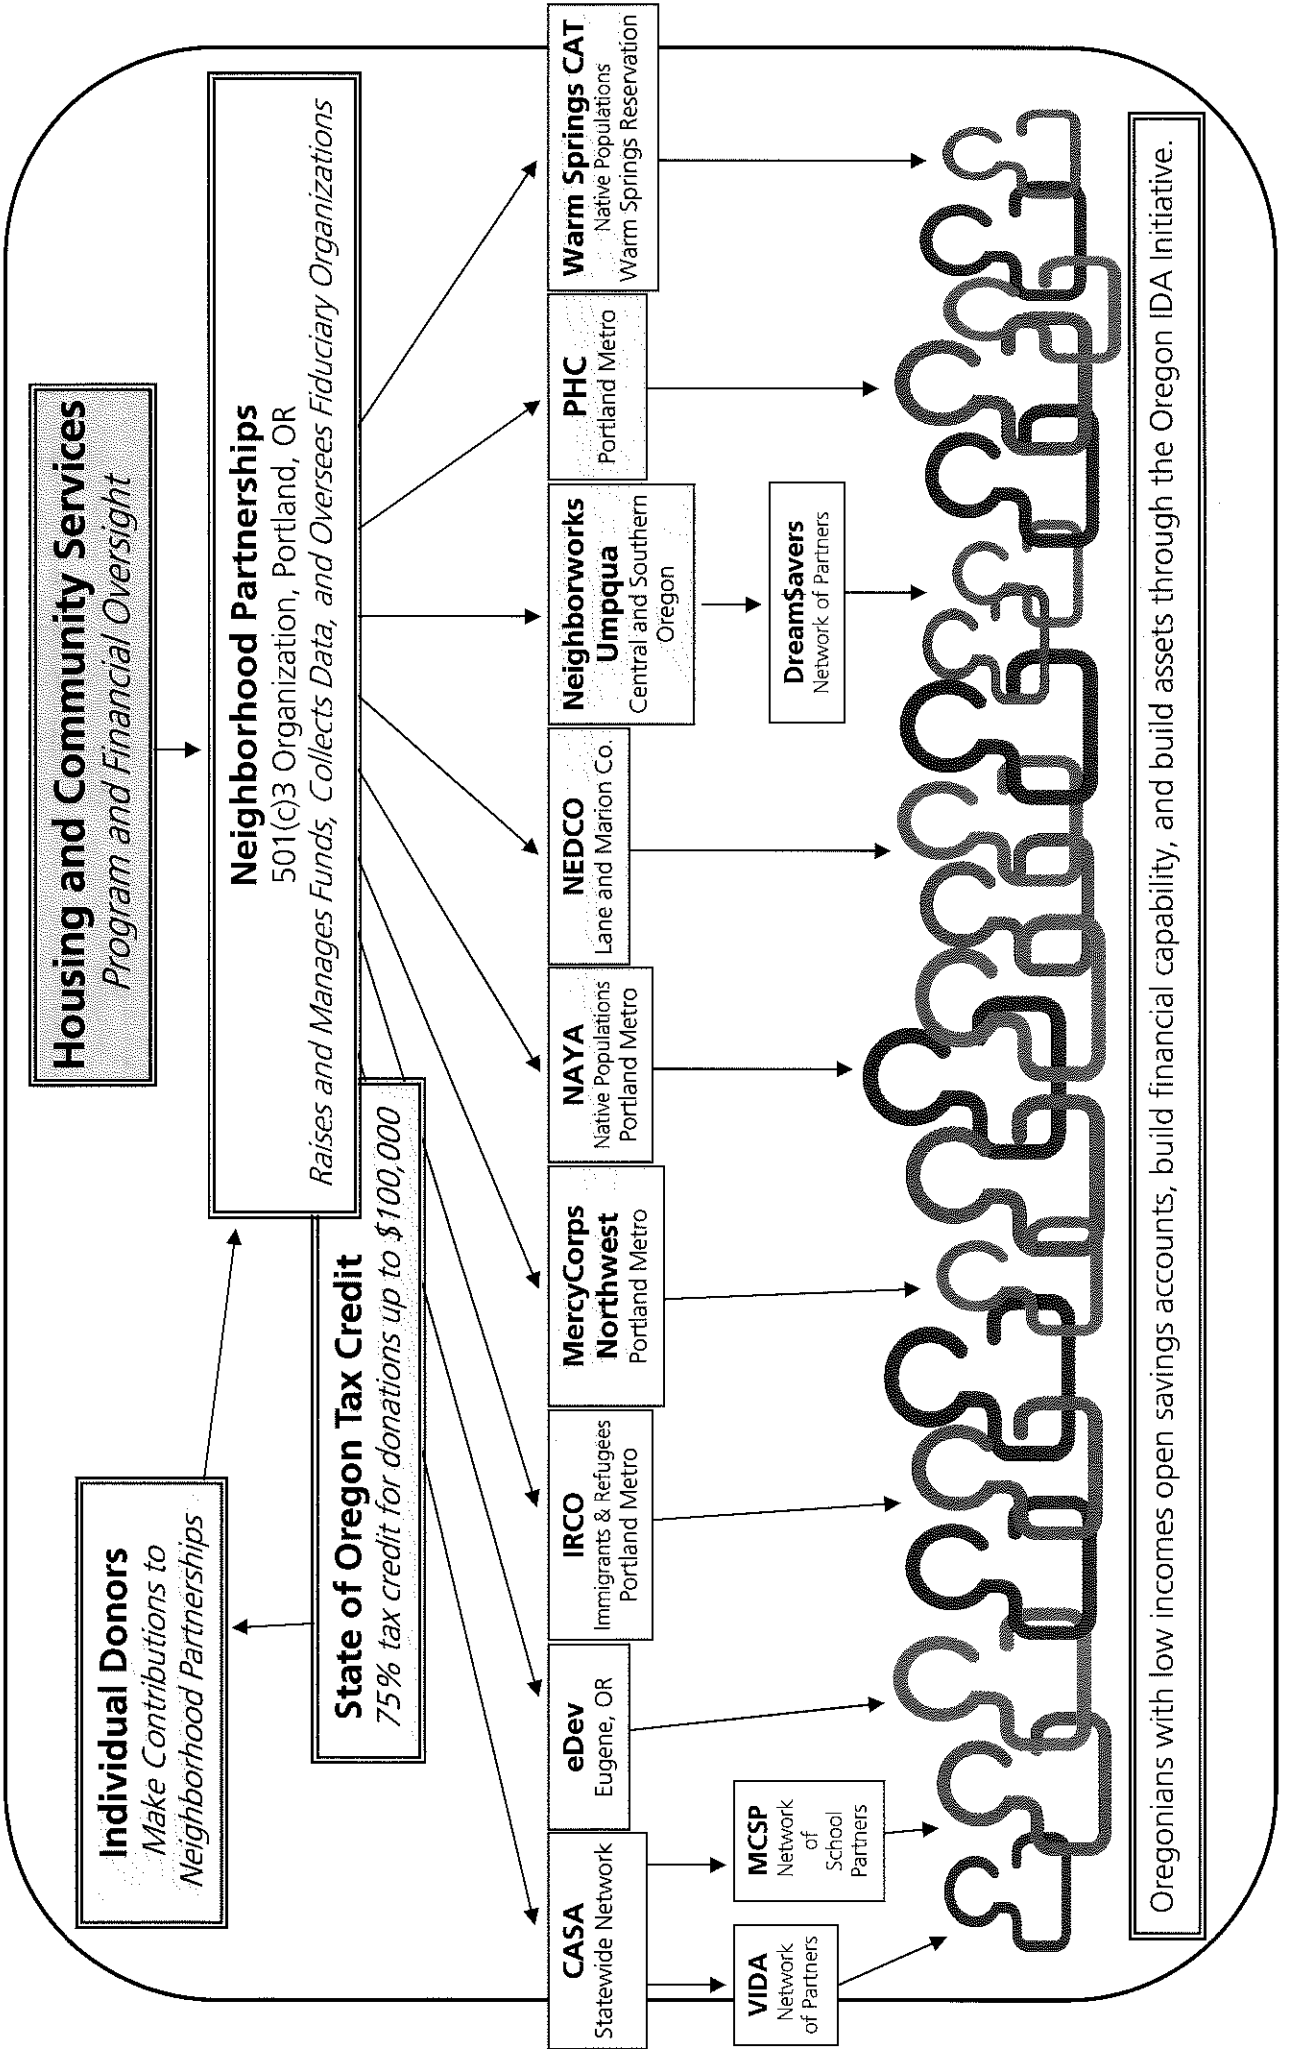 Housing and Community Services
Program and Financial Oversight
Individual Donors
Make Contributions to
Neighborhood Partnerships
Neighborhood Partnerships
501(c)3 Organization, Portland, OR
Raises and Manages Funds, Collects Data, and Oversees Fiduciary Organizations
State of Oregon Tax Credit
75% tax credit for donations up to $100,000
CASA
Statewide Network
eDev
Eugene, OR
IRCO
Immigrants & Refugees
Portland Metro
MercyCorps
Northwest
Portland Metro
NAYA
Native Populations
Portland Metro
NEDCO
Lane and Marion Co.
Neighborworks
Umpqua
Central and Southern
Oregon
PHC
Portland Metro
Warm Springs CAT
Native Populations
Warm Springs Reservation
VIDA
Network
of Partners
MCSP
Network
of
School
Partners
DreamSavers
Network of Partners
Oregonians with low incomes open savings accounts, build financial capability, and build assets through the Oregon IDA Initiative.